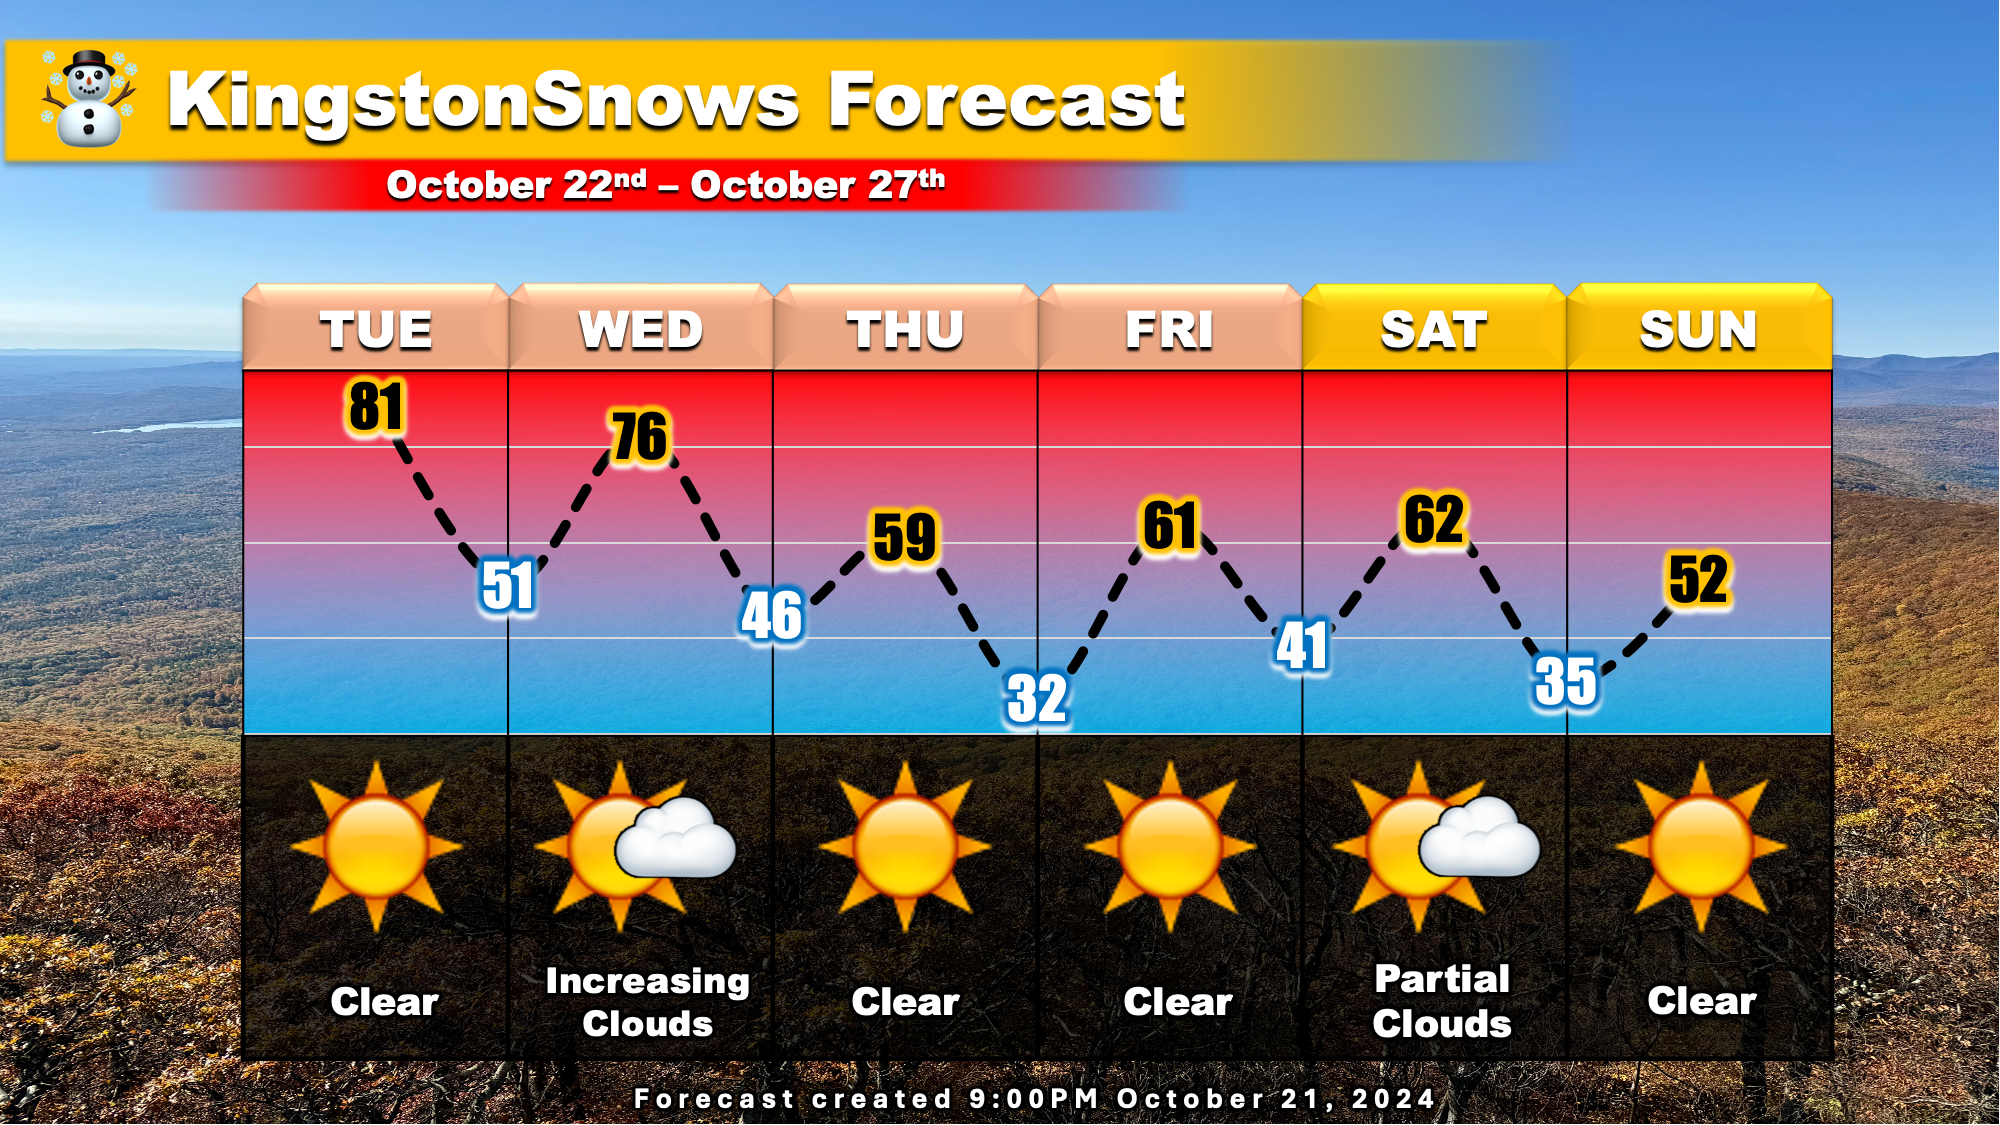 KingstonSnows Forecast
October 22nd – October 27th
TUE WED THU FRI SAT SUN
81 76 59 61 62 52
51 46 32 41 35
Clear Increasing Clouds Clear Clear Partial Clouds Clear
Forecast created 9:00PM October 21, 2024